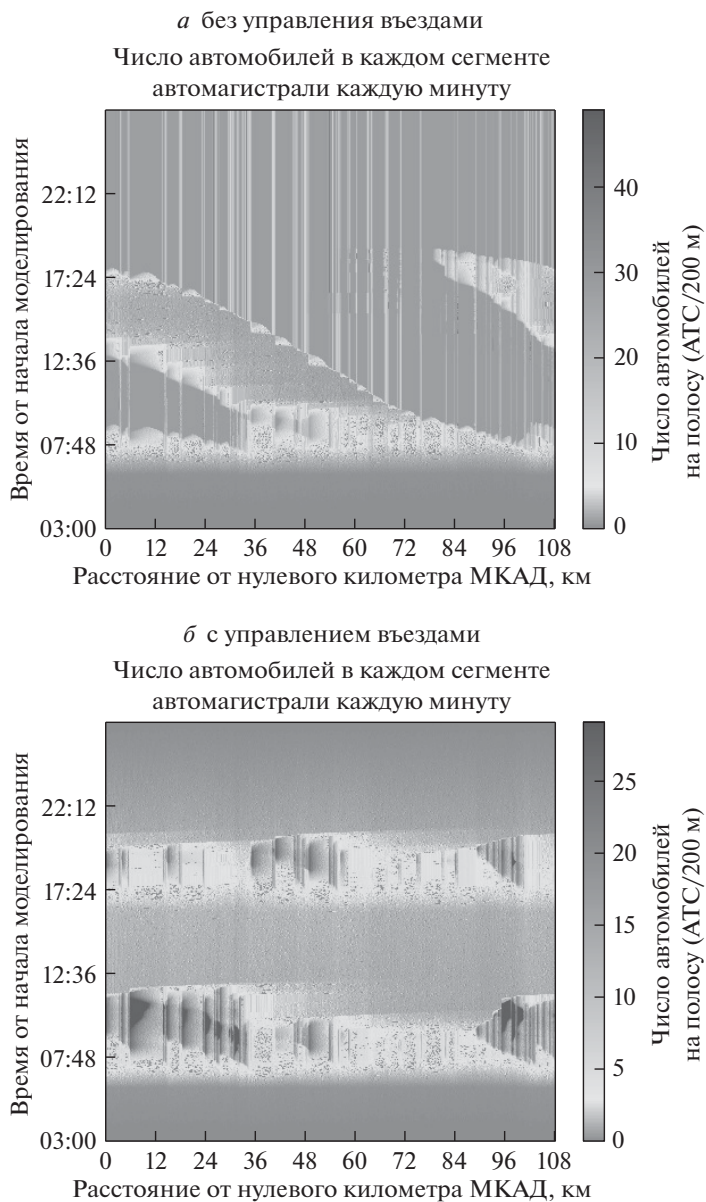 а без управления въездами
Число автомобилей в каждом сегменте
автомагистрали каждую минуту
Время от начала моделирования
22:12
17:24
12:36
07:48
03:00
0 12 24 36 48 60 72 84 96 108
Расстояние от нулевого километра МКАД, км
40
30
20
10
0
Число автомобилей
на полосу (АТС/200 м)
б с управлением въездами
Число автомобилей в каждом сегменте
автомагистрали каждую минуту
Время от начала моделирования
22:12
17:24
12:36
07:48
03:00
0 12 24 36 48 60 72 84 96 108
Расстояние от нулевого километра МКАД, км
25
20
15
10
5
0
Число автомобилей
на полосу (АТС/200 м)